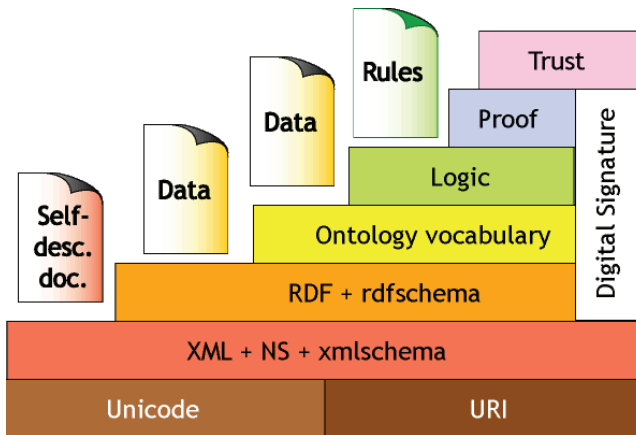 Rules
Trust
Data
Proof
Data
Logic
Self-
desc.
doc.
Ontology vocabulary
Digital Signature
RDF + rdfschema
XML + NS + xmlschema
Unicode
URI